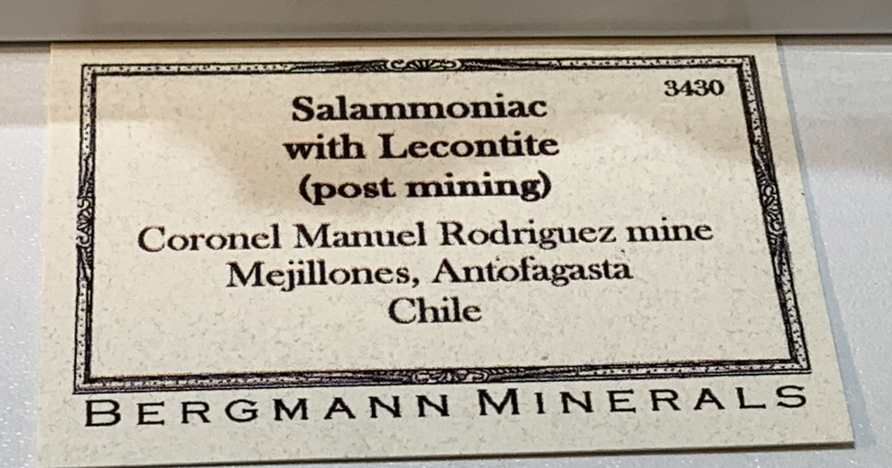 3430
Salammoniac
with Lecontite
(post mining)
Coronel Manuel Rodriguez mine
Mejillones, Antofagasta
Chile
BERGMANN MINERALS